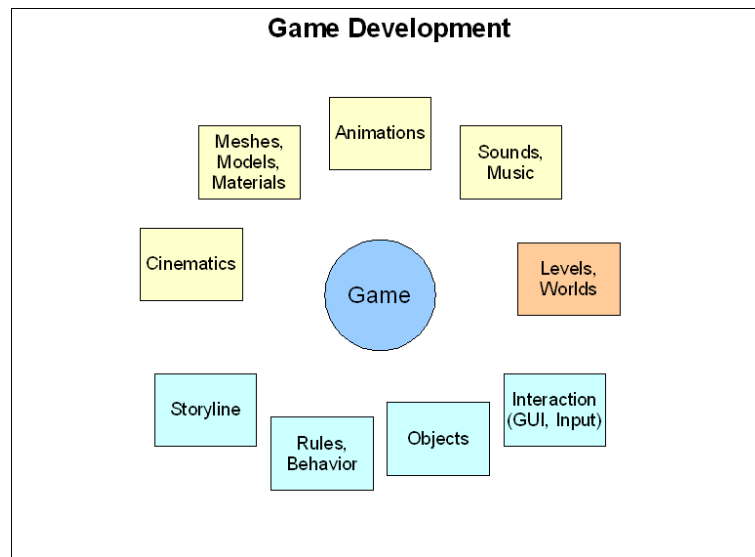 Game Development
Animations
Meshes,
Models,
Materials
Sounds,
Music
Cinematics
Levels,
Worlds
Game
Storyline
Interaction
(GUI, Input)
Rules,
Behavior
Objects